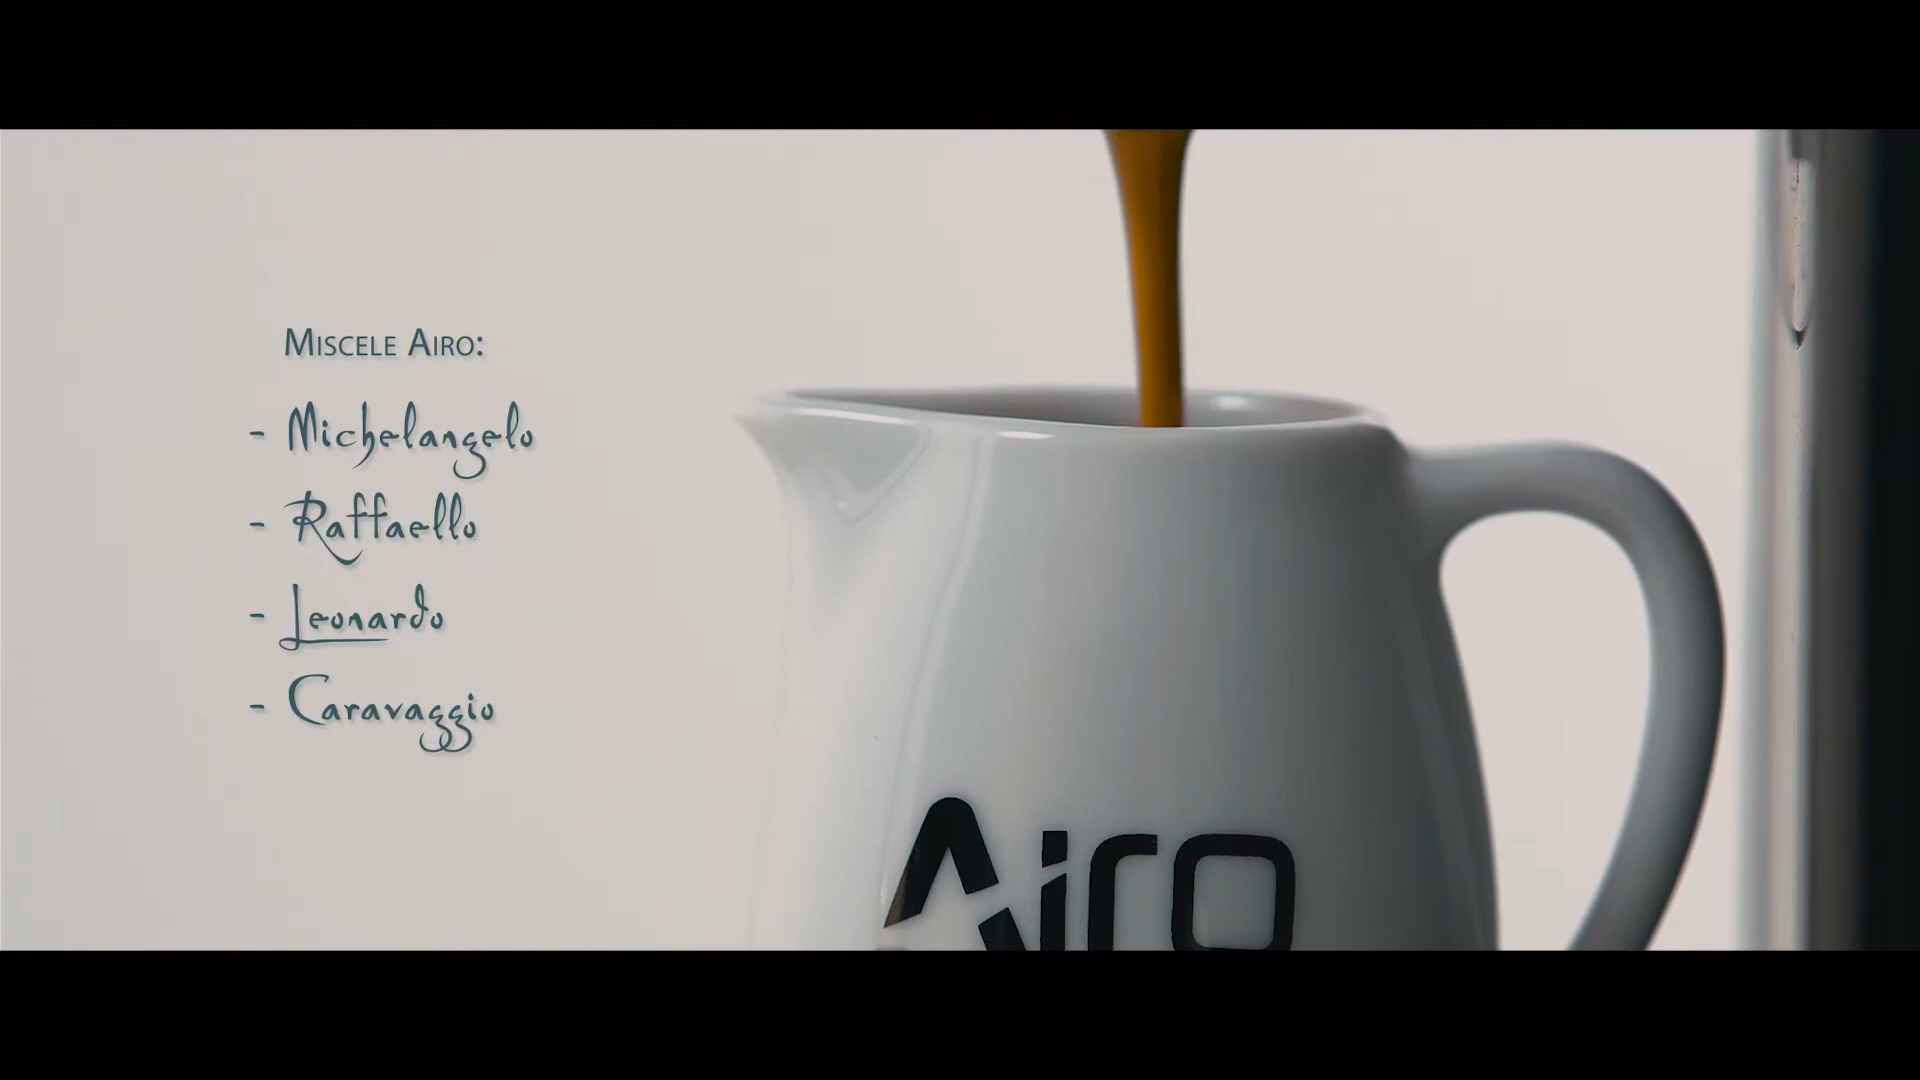 Miscele Airo:
- Michelangelo
- Raffaello
- Leonardo
- Caravaggio
Airo